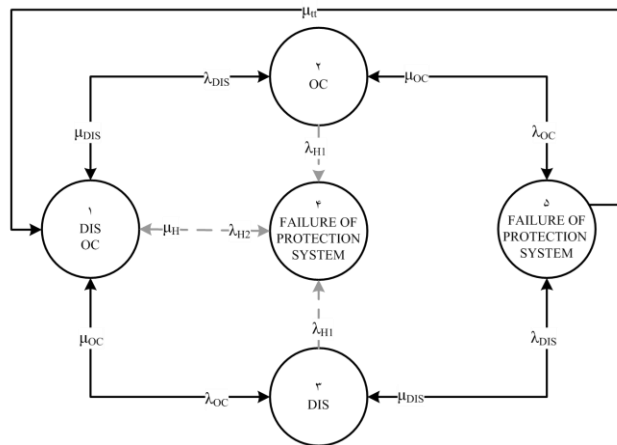 μtt
۲
OC
λDIS
μOC
μDIS
λH1
λOC
۱
DIS
OC
μH
λH2
۴
FAILURE OF
PROTECTION
SYSTEM
۵
FAILURE OF
PROTECTION
SYSTEM
μOC
λH1
λDIS
λOC
۳
DIS
μDIS